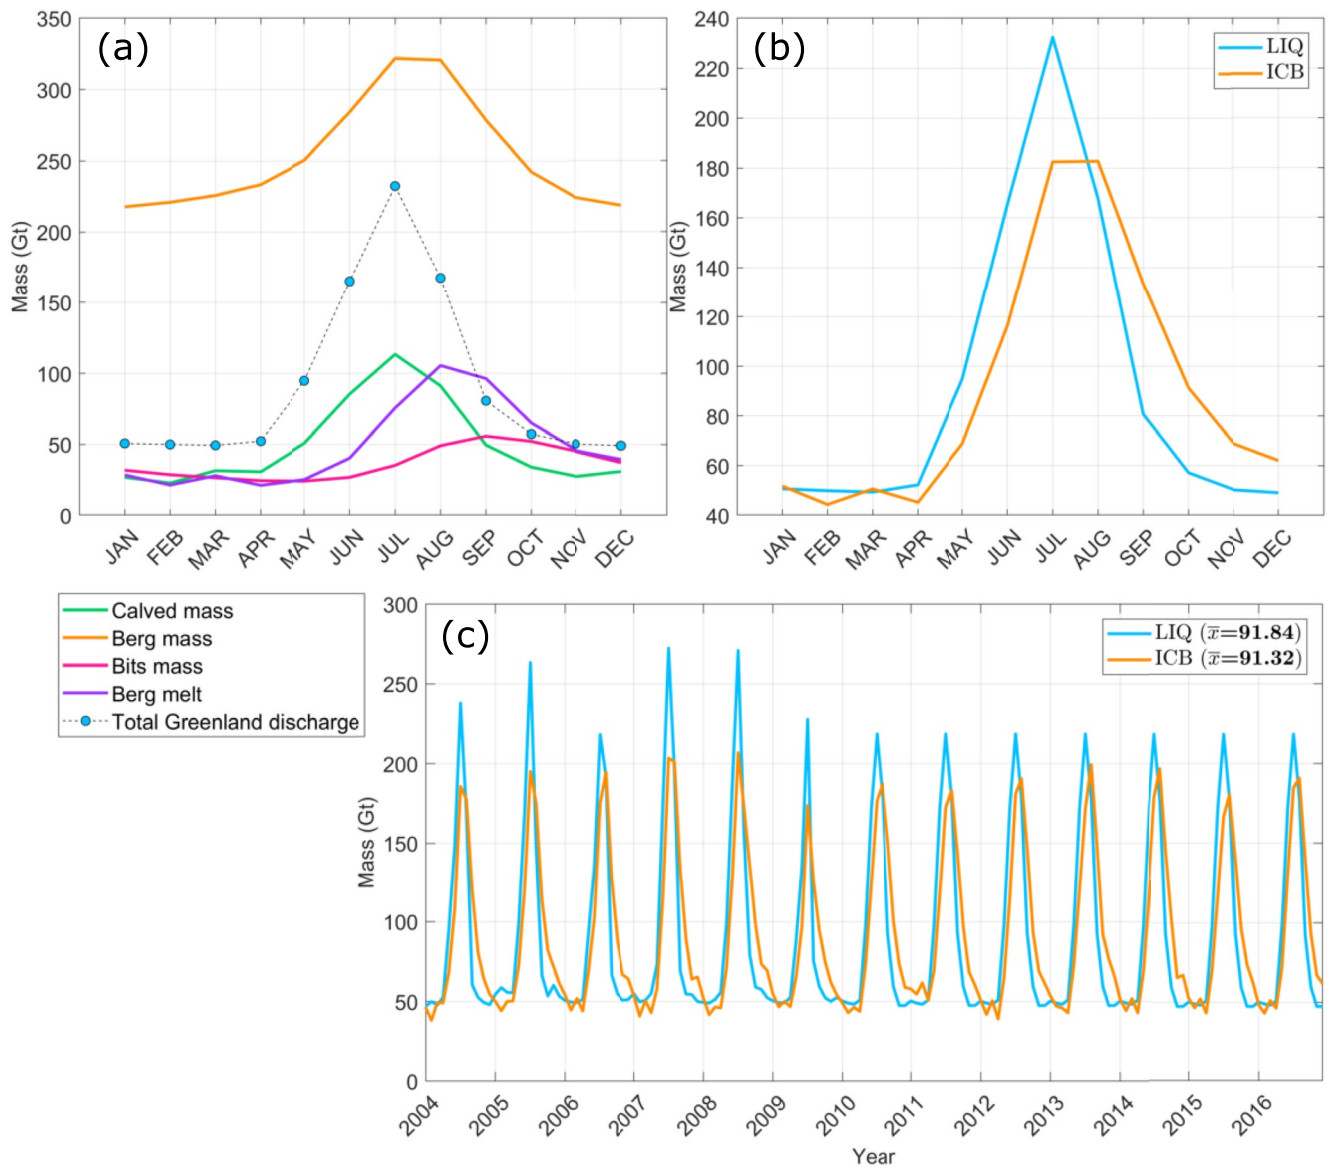 (a)
350
300
250
200
150
100
50
0
Mass (Gt)
JAN FEB MAR APR MAY JUN JUL AUG SEP OCT NOV DEC
(b)
LIQ
ICB
240
220
200
180
160
140
120
100
80
60
40
Mass (Gt)
JAN FEB MAR APR MAY JUN JUL AUG SEP OCT NOV DEC
Calved mass
Berg mass
Bits mass
Berg melt
Total Greenland discharge
(c)
LIQ (x̅=91.84)
ICB (x̅=91.32)
300
250
200
150
100
50
0
Mass (Gt)
2004 2005 2006 2007 2008 2009 2010 2011 2012 2013 2014 2015 2016
Year